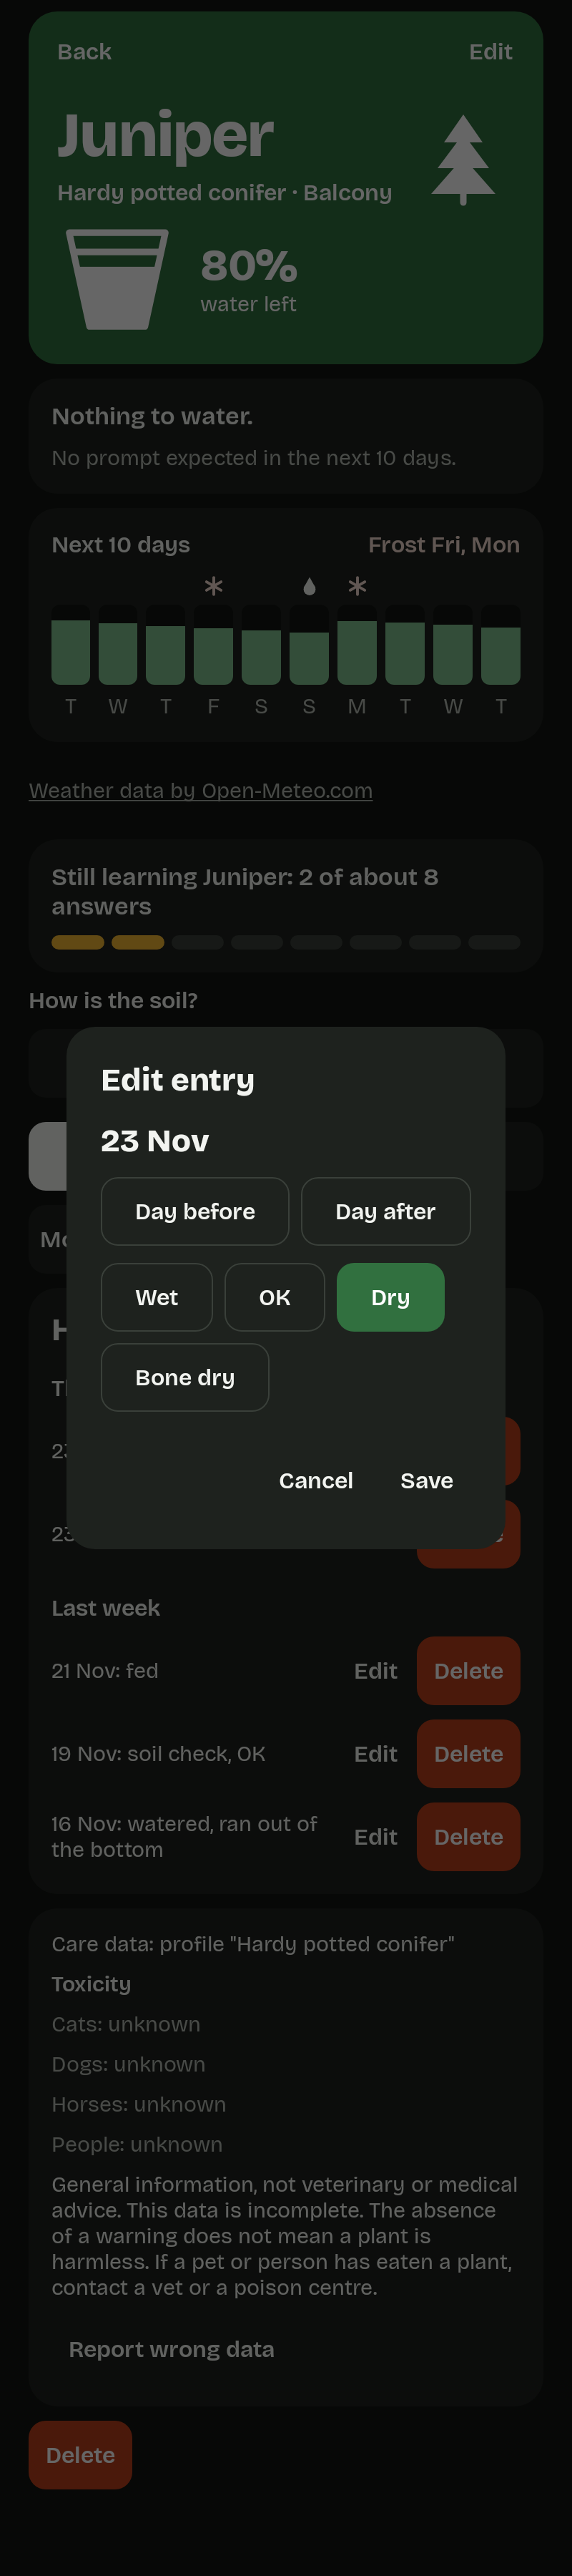 Back
Edit
Juniper
Hardy potted conifer · Balcony
80%
water left
Nothing to water.
No prompt expected in the next 10 days.
Next 10 days
Frost Fri, Mon
T W T F S S M T W T
Weather data by Open-Meteo.com
Still learning Juniper: 2 of about 8
answers
How is the soil?
Edit entry
23 Nov
Day before
Day after
Wet
OK
Dry
Bone dry
Cancel
Save
Last week
21 Nov: fed
Edit
Delete
19 Nov: soil check, OK
Edit
Delete
16 Nov: watered, ran out of
the bottom
Edit
Delete
Care data: profile "Hardy potted conifer"
Toxicity
Cats: unknown
Dogs: unknown
Horses: unknown
People: unknown
General information, not veterinary or medical
advice. This data is incomplete. The absence
of a warning does not mean a plant is
harmless. If a pet or person has eaten a plant,
contact a vet or a poison centre.
Report wrong data
Delete